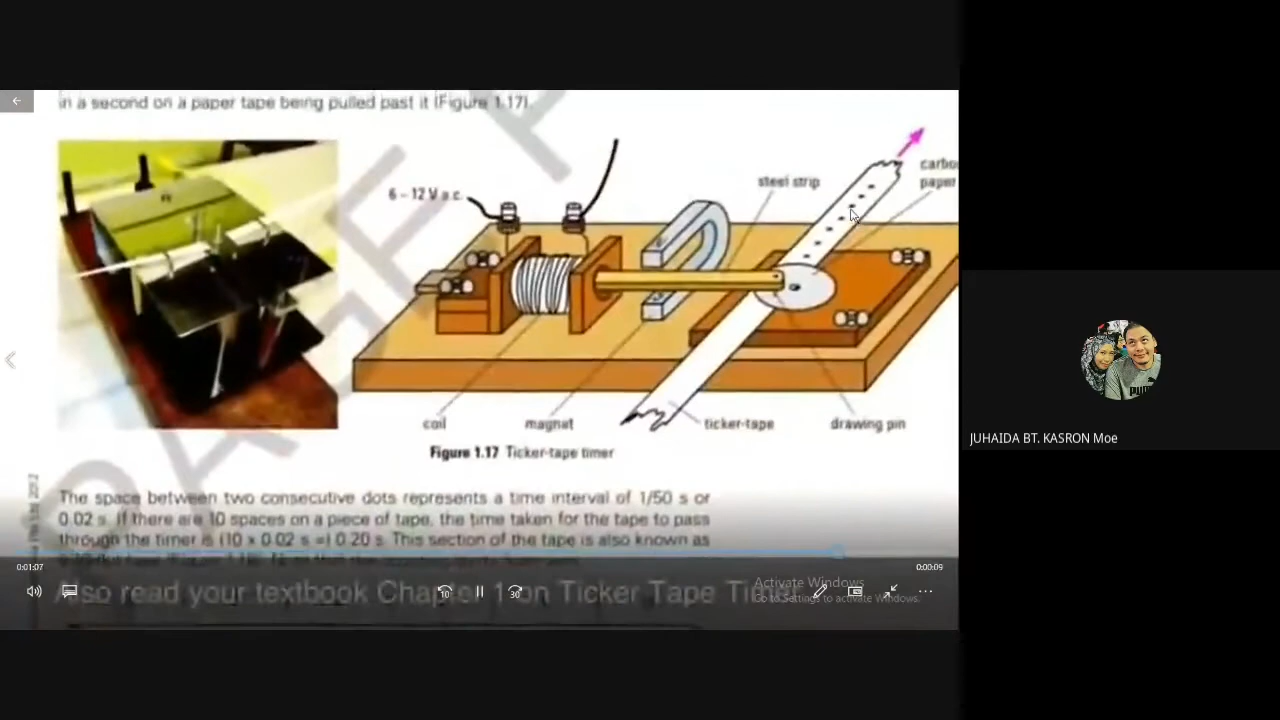 in a second on a paper tape being pulled past it (Figure 1.17).
6 – 12 V a.c.
steel strip
paper
coil
magnet
ticker-tape
drawing pin
Figure 1.17 Ticker-tape timer
The space between two consecutive dots represents a time interval of 1/50 s or
0.02 s. If there are 10 spaces on a piece of tape, the time taken for the tape to pass
through the timer is (10 x 0.02 s =) 0.20 s. This section of the tape is also known as
0:01:07
0:00:09
Also read your textbook Chapter 1 on Ticker Tape Timer
Activate Windows
Go to Settings to activate Windows.
10
30
JUHAIDA BT. KASRON Moe